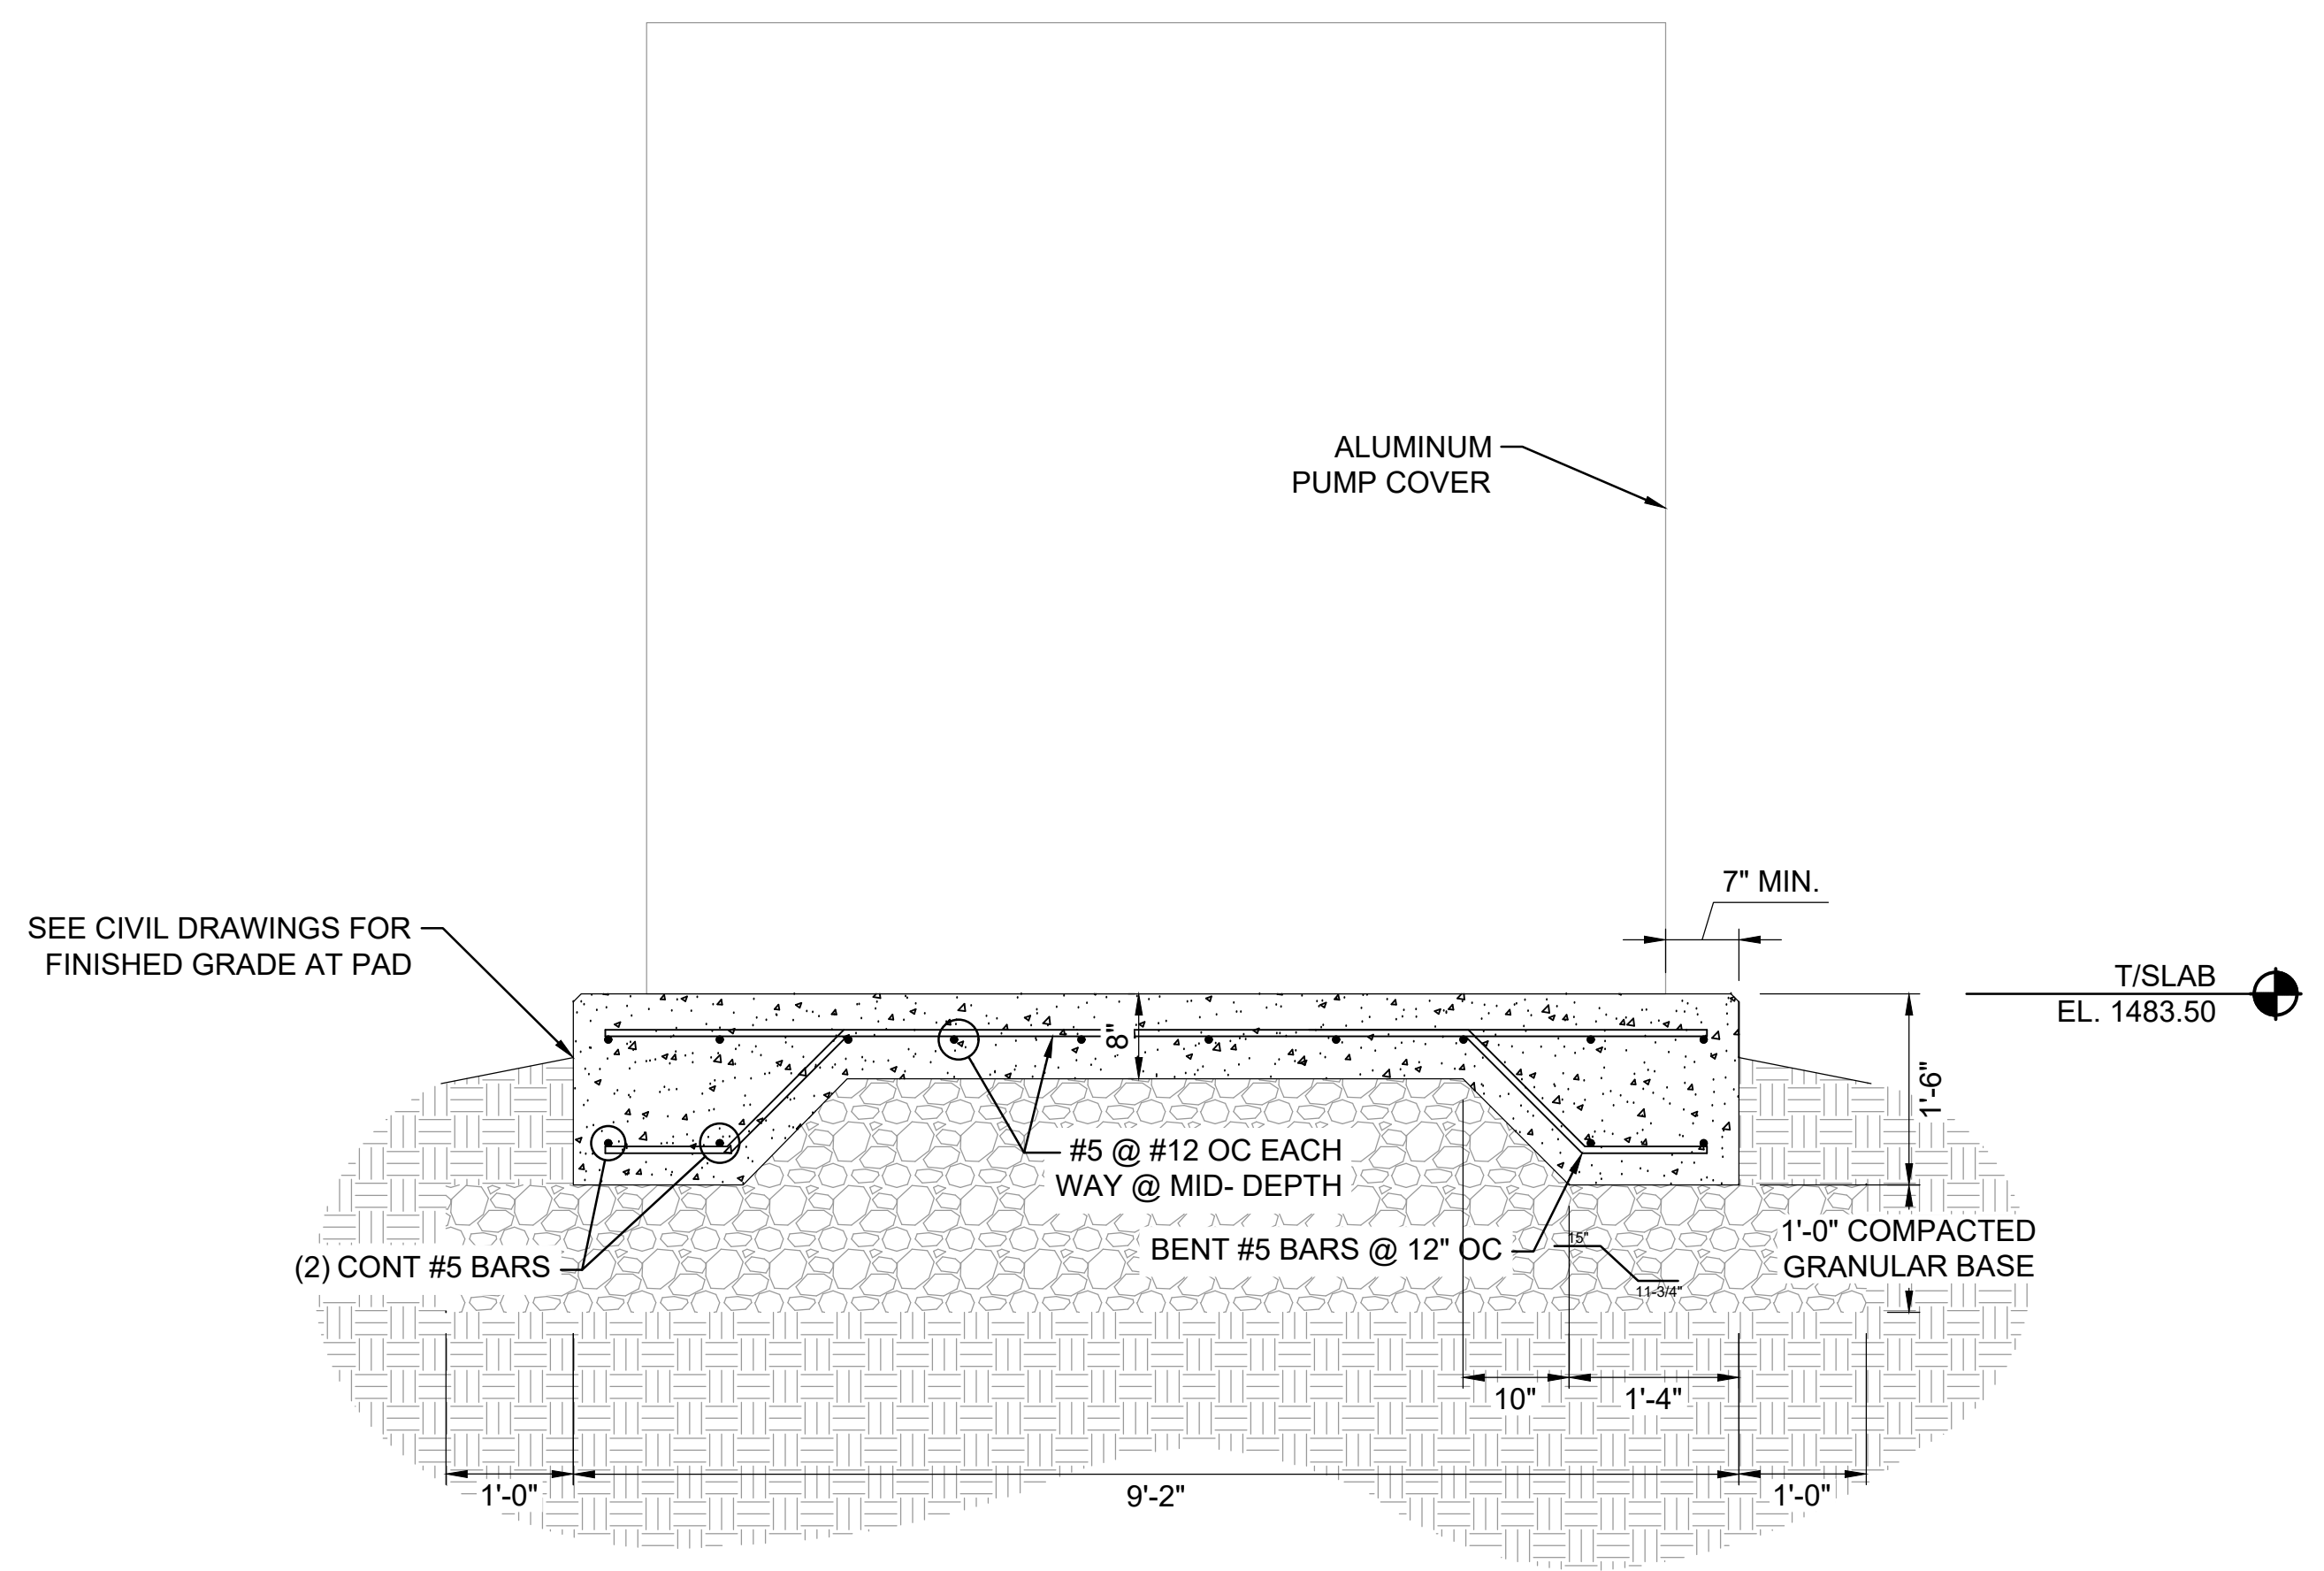 ALUMINUM
PUMP COVER
7" MIN.
SEE CIVIL DRAWINGS FOR
FINISHED GRADE AT PAD
T/SLAB
EL. 1483.50
8"
1'-6"
#5 @ #12 OC EACH
WAY @ MID- DEPTH
(2) CONT #5 BARS
BENT #5 BARS @ 12" OC
15"
11-3/4"
1'-0" COMPACTED
GRANULAR BASE
10"
1'-4"
1'-0"
9'-2"
1'-0"